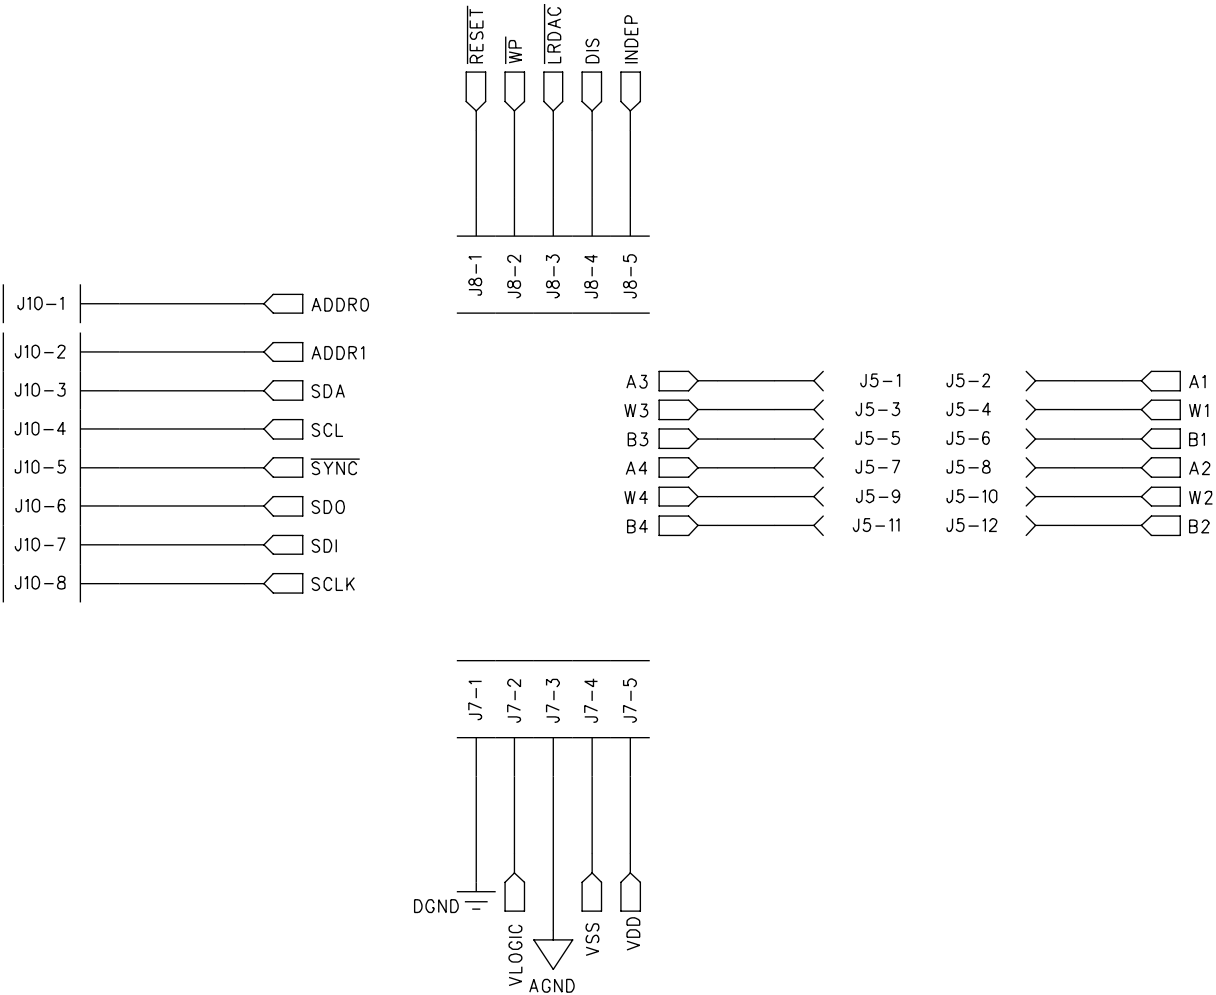 RESET
WP
LRDAC
DIS
INDEP
J8-1
J8-2
J8-3
J8-4
J8-5
J10-1 ADDR0
J10-2 ADDR1
J10-3 SDA
J10-4 SCL
J10-5 SYNC
J10-6 SDO
J10-7 SDI
J10-8 SCLK
A3 J5-1 J5-2 A1
W3 J5-3 J5-4 W1
B3 J5-5 J5-6 B1
A4 J5-7 J5-8 A2
W4 J5-9 J5-10 W2
B4 J5-11 J5-12 B2
J7-1
J7-2
J7-3
J7-4
J7-5
DGND
VLOGIC
AGND
VSS
VDD